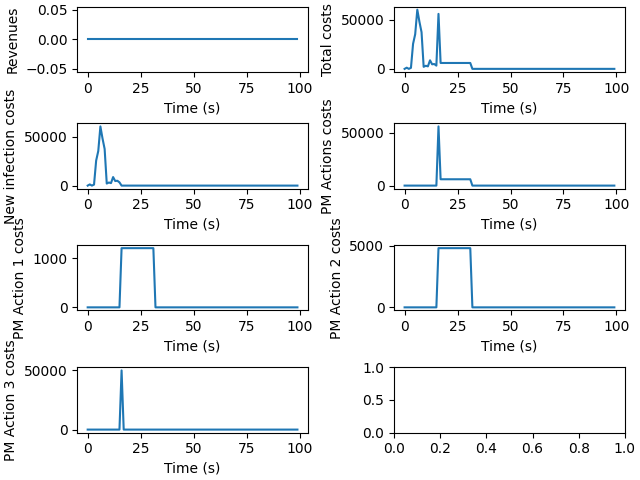 Revenues
0.05
0.00
−0.05
0 25 50 75 100
Time (s)
Total costs
50000
0
0 25 50 75 100
Time (s)
New infection costs
50000
0
0 25 50 75 100
Time (s)
PM Actions costs
50000
0
0 25 50 75 100
Time (s)
PM Action 1 costs
1000
0
0 25 50 75 100
Time (s)
PM Action 2 costs
5000
0
0 25 50 75 100
Time (s)
PM Action 3 costs
50000
0
0 25 50 75 100
Time (s)
1.0
0.5
0.0
0.0 0.2 0.4 0.6 0.8 1.0